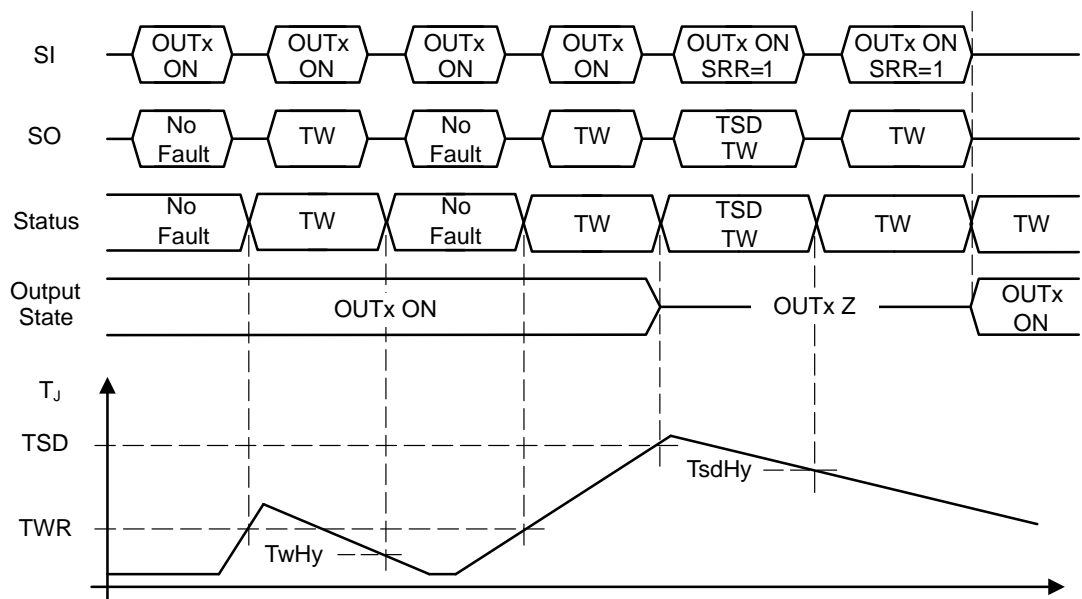 SI
OUTx
ON
OUTx
ON
OUTx
ON
OUTx
ON
OUTx ON
SRR=1
OUTx ON
SRR=1
SO
No
Fault
TW
No
Fault
TW
TSD
TW
TW
Status
No
Fault
TW
No
Fault
TW
TSD
TW
TW
TW
Output
State
OUTx ON
OUTx Z
OUTx
ON
TJ
TSD
TsdHy
TWR
TwHy